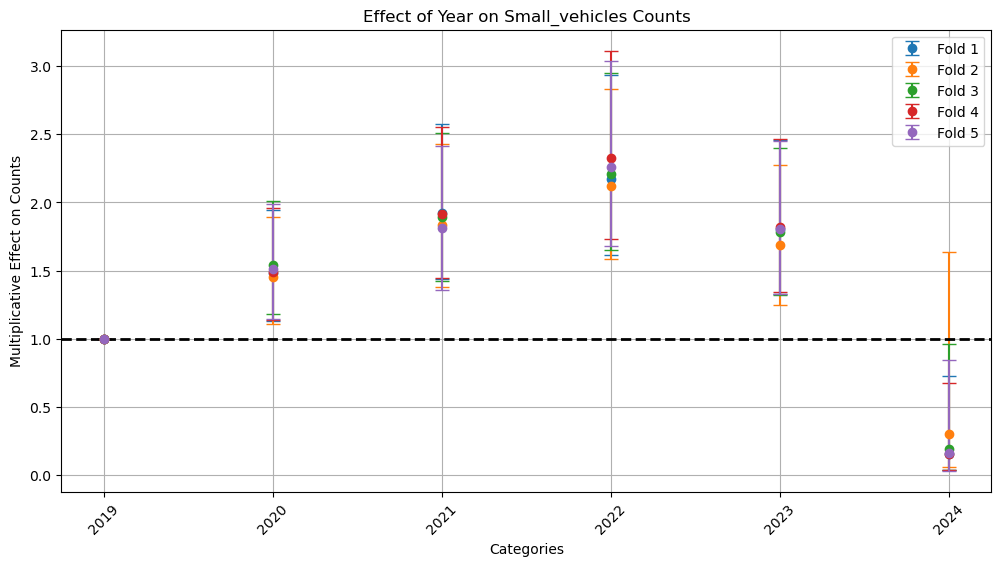 Effect of Year on Small_vehicles Counts
Multiplicative Effect on Counts
3.0
2.5
2.0
1.5
1.0
0.5
0.0
Fold 1
Fold 2
Fold 3
Fold 4
Fold 5
2019
2020
2021
2022
2023
2024
Categories